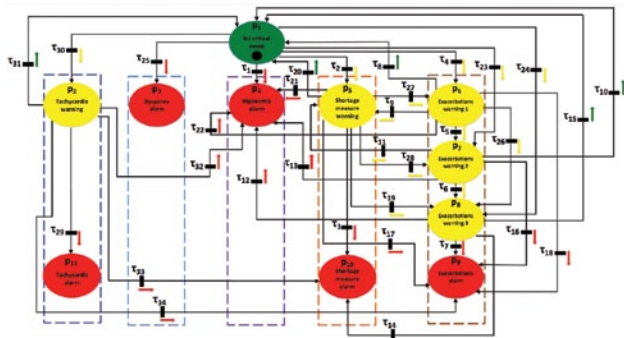 P1
No critical
event
τ31
τ30
τ25
τ1
τ20
τ2
τ8
τ4
τ23
τ24
τ10
τ21
P2
Tachycardia
warning
P3
alarm
P4
alarm
P5
Shortage
measure
warning
τ27
τ9
P6
Exacerbations
warning 1
τ15
τ22
τ5
τ11
τ26
P7
Exacerbations
warning 2
τ32
τ12
τ13
τ28
τ6
τ19
P8
Exacerbations
warning 3
τ29
τ3
τ17
τ7
τ16
τ18
P11
Tachycardia
alarm
τ33
P10
Shortage
measure
alarm
P9
Exacerbations
alarm
τ34
τ14